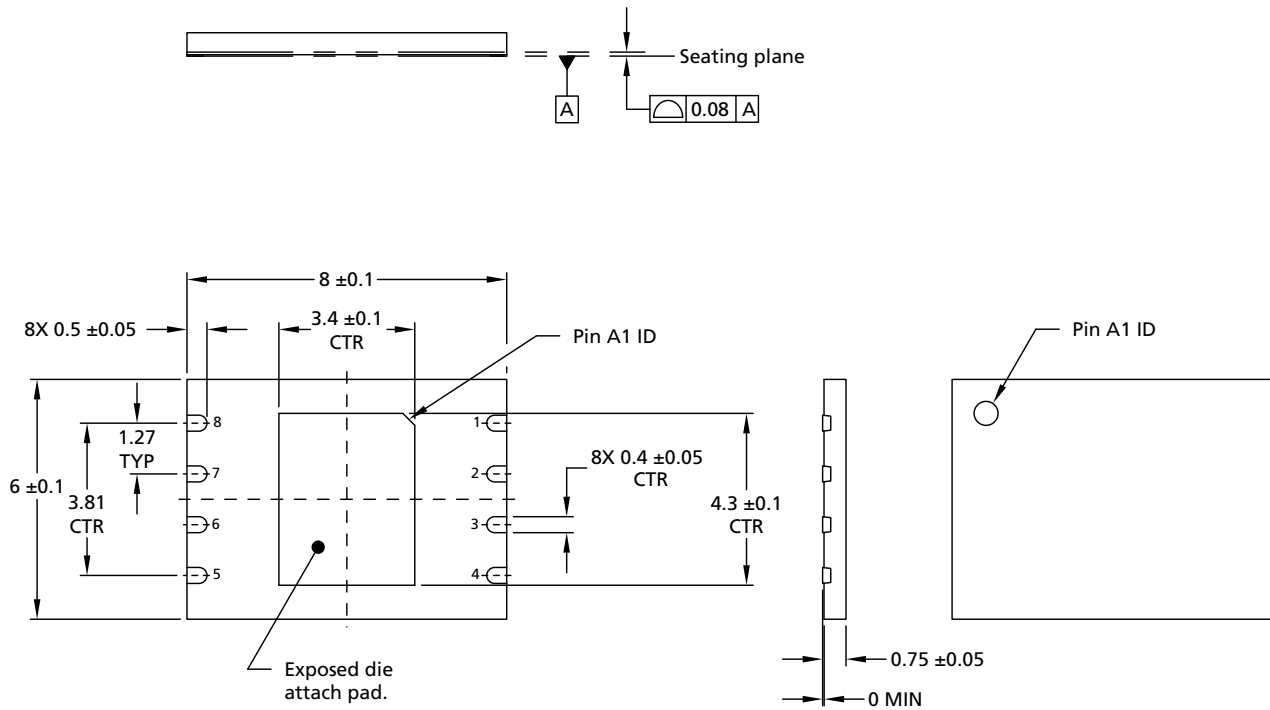 Seating plane
A
0.08 A
8 ±0.1
8X 0.5 ±0.05
3.4 ±0.1
CTR
Pin A1 ID
Pin A1 ID
8
1
1.27
TYP
8X 0.4 ±0.05
CTR
7
2
6 ±0.1
3.81
CTR
4.3 ±0.1
CTR
6
3
5
4
Exposed die
attach pad.
0.75 ±0.05
0 MIN